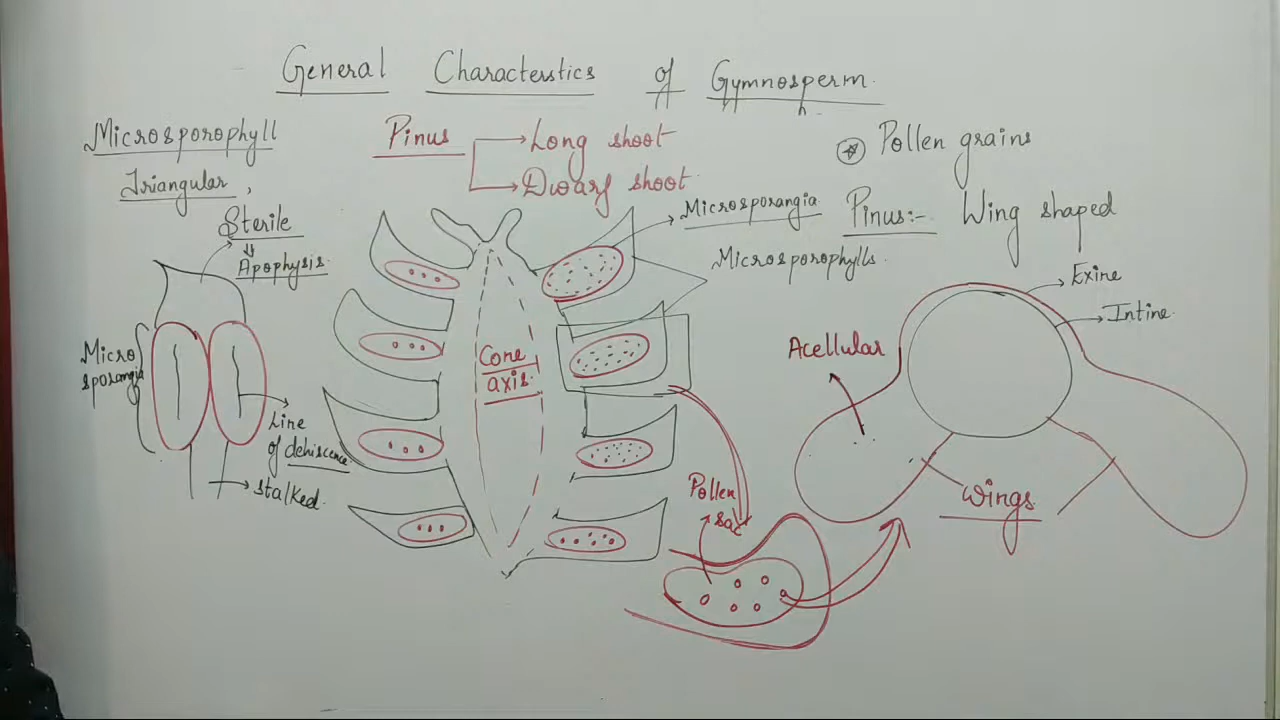 General Characterstics of Gymnosperm.
Microsporophyll
Triangular,
Sterile
Apophysis.
Micro
sporangia
Line
of dehiscence
Stalked.
Pinus
Long shoot
Dwarf shoot.
Microsporangia
Microsporophylls.
Cone
axis.
Pollen
sac
Pollen grains
Pinus:- Wing shaped
Exine
Intine
Acellular
Wings